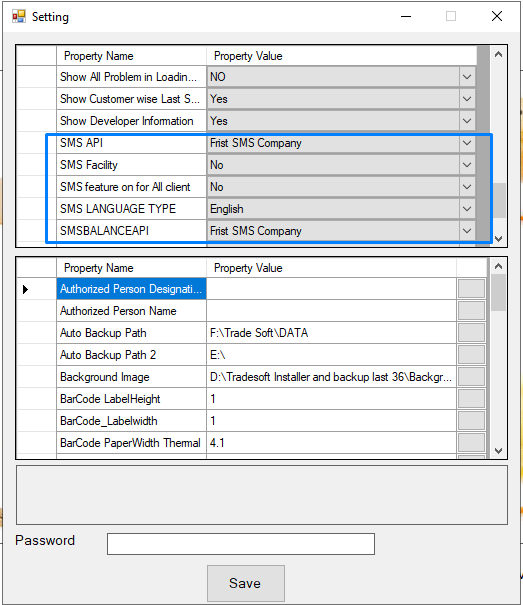 Setting
Property Name Property Value
Show All Problem in Loadin... NO
Show Customer wise Last S... Yes
Show Developer Information Yes
SMS API Frist SMS Company
SMS Facility No
SMS feature on for All client No
SMS LANGUAGE TYPE English
SMSBALANCEAPI Frist SMS Company
Property Name Property Value
Authorized Person Designati...
Authorized Person Name
Auto Backup Path F:\Trade Soft\DATA
Auto Backup Path 2 E:\
Background Image D:\Tradesoft Installer and backup last 36\Backgr...
BarCode LabelHeight 1
BarCode_Labelwidth 1
BarCode PaperWidth Thermal 4.1
Password
Save